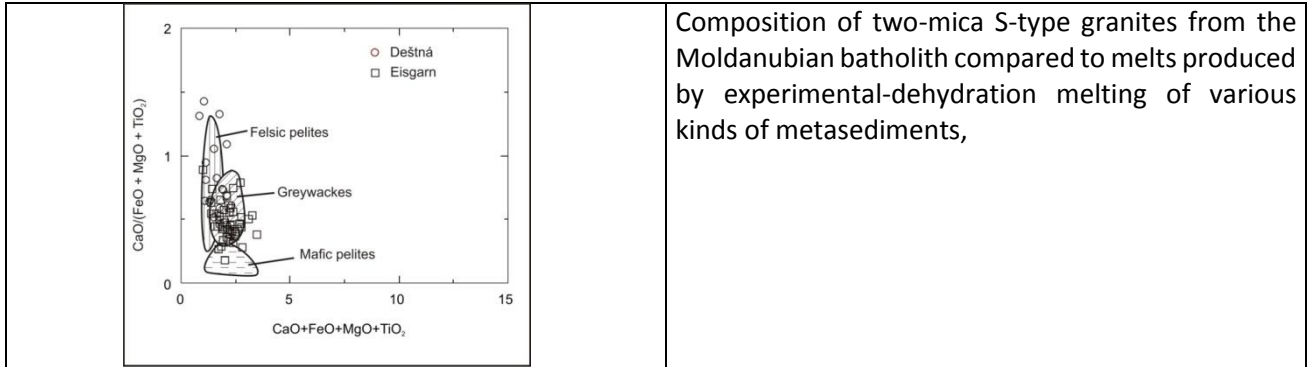 2
Deštná
Eisgarn
CaO/(FeO + MgO + TiO₂)
Felsic pelites
1
Greywackes
Mafic pelites
0
0 5 10 15
CaO+FeO+MgO+TiO₂
Composition of two-mica S-type granites from the
Moldanubian batholith compared to melts produced
by experimental-dehydration melting of various
kinds of metasediments,